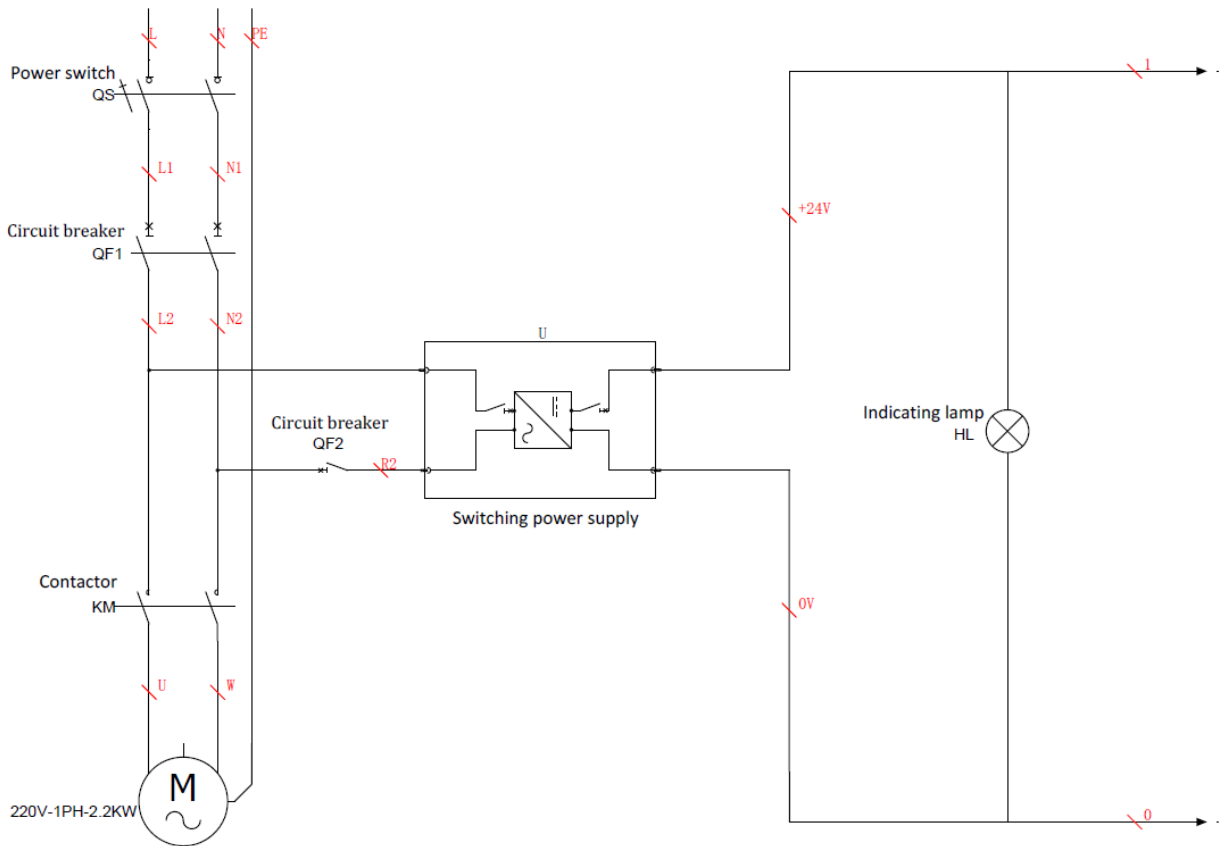 L N PE
Power switch
QS
1
L1 N1
+24V
Circuit breaker
QF1
L2 N2
U
Circuit breaker
QF2
R2
Indicating lamp
HL
Switching power supply
Contactor
KM
0V
U W
M
220V-1PH-2.2KW
0